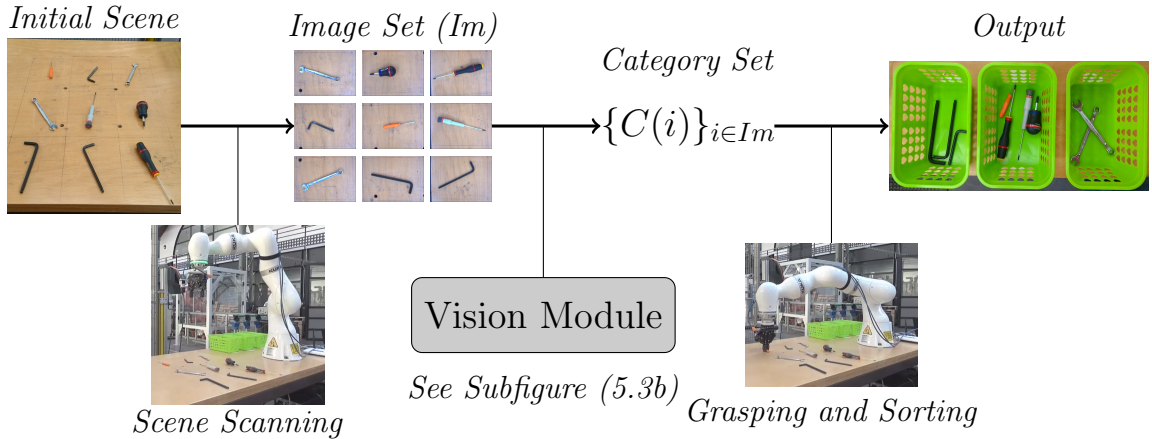 Initial Scene
Image Set (Im)
Category Set
Output
{C(i)}i∈Im
Vision Module
See Subfigure (5.3b)
Scene Scanning
Grasping and Sorting